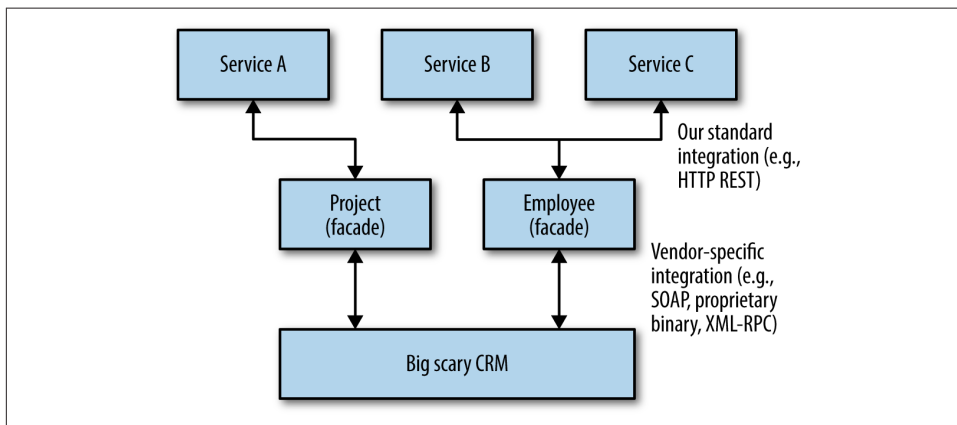 Service A
Service B
Service C
Our standard
integration (e.g.,
HTTP REST)
Project
(facade)
Employee
(facade)
Vendor-specific
integration (e.g.,
SOAP, proprietary
binary, XML-RPC)
Big scary CRM